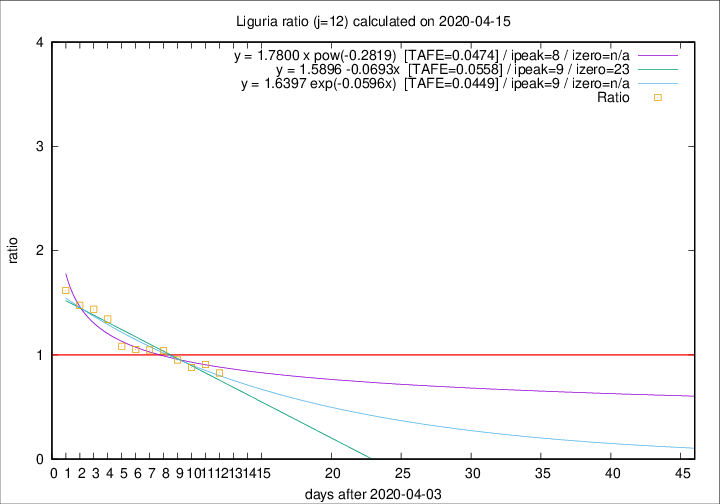 Liguria ratio (j=12) calculated on 2020-04-15
y = 1.7800 x pow(-0.2819) [TAFE=0.0474] / ipeak=8 / izero=n/a
y = 1.5896 -0.0693x [TAFE=0.0558] / ipeak=9 / izero=23
y = 1.6397 exp(-0.0596x) [TAFE=0.0449] / ipeak=9 / izero=n/a
Ratio
4
3
2
1
0
ratio
0 1 2 3 4 5 6 7 8 9 10 11 12 13 14 15 20 25 30 35 40 45
days after 2020-04-03